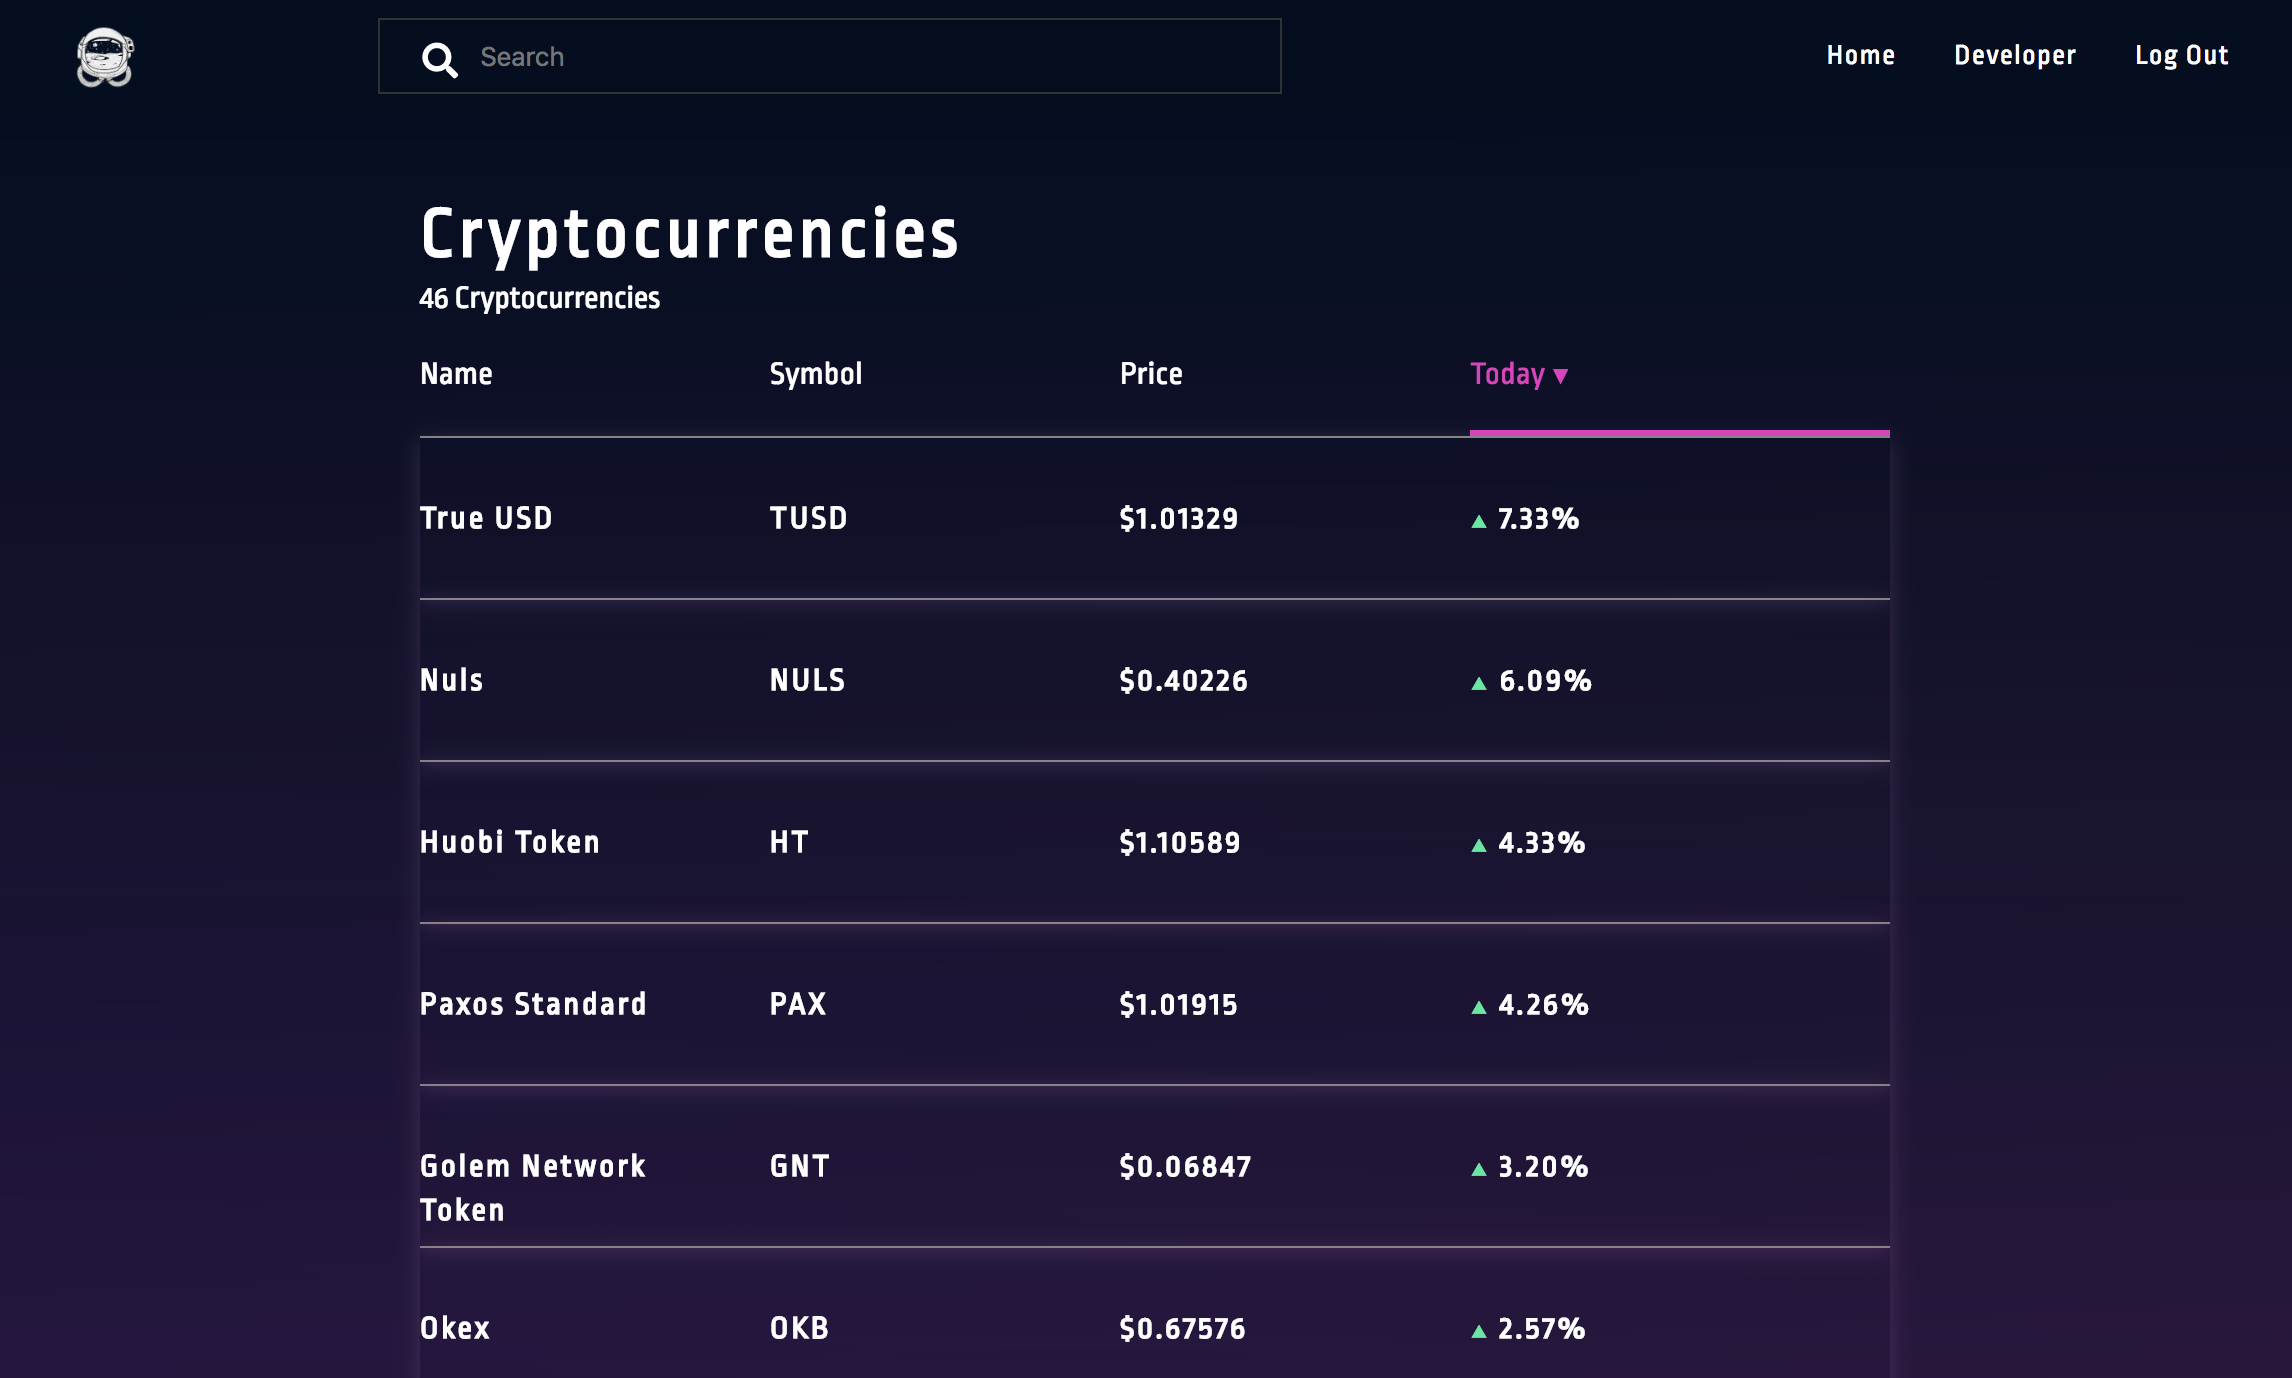 Search
Home Developer Log Out
Cryptocurrencies
46 Cryptocurrencies
Name Symbol Price Today ▼
True USD TUSD $1.01329 ▲ 7.33%
Nuls NULS $0.40226 ▲ 6.09%
Huobi Token HT $1.10589 ▲ 4.33%
Paxos Standard PAX $1.01915 ▲ 4.26%
Golem Network GNT $0.06847 ▲ 3.20%
Token
Okex OKB $0.67576 ▲ 2.57%